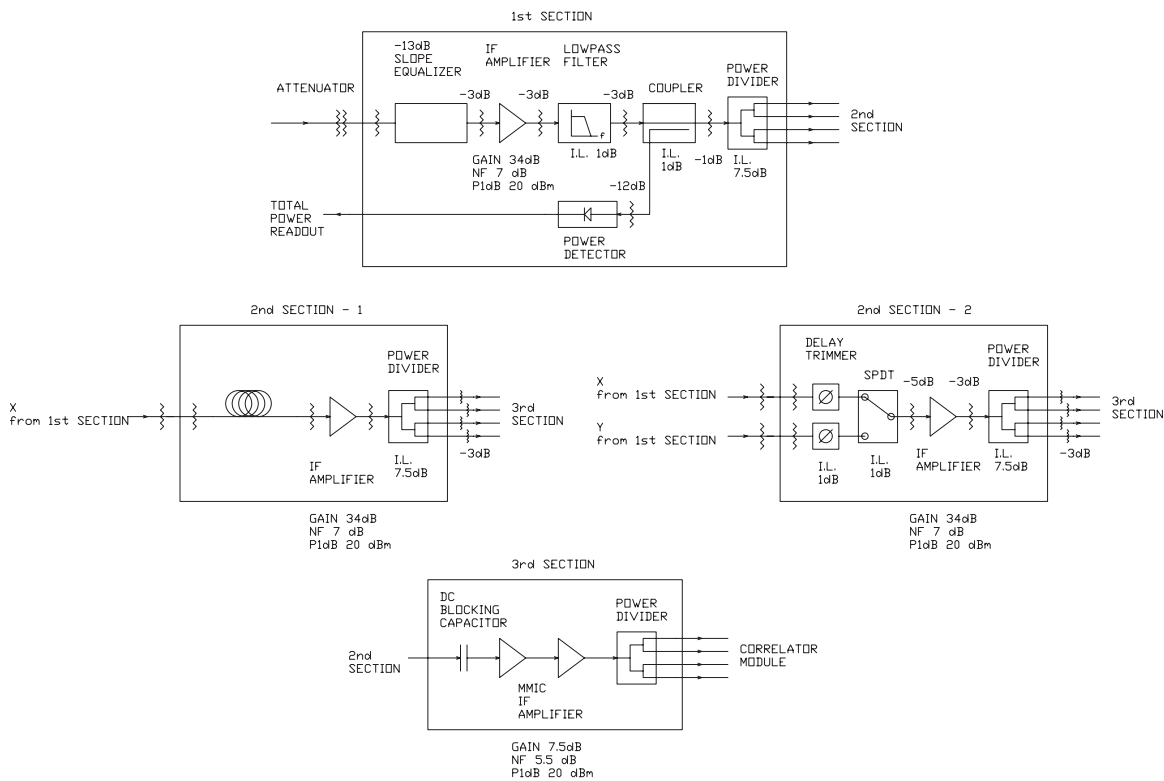 1st SECTION
-13dB
SLOPE
EQUALIZER
IF
AMPLIFIER
LOWPASS
FILTER
POWER
DIVIDER
ATTENUATOR
-3dB
-3dB
-3dB
COUPLER
2nd
SECTION
f
I.L. 1dB
I.L.
1dB
-1dB
I.L.
7.5dB
GAIN 34dB
NF 7 dB
P1dB 20 dBm
-12dB
TOTAL
POWER
READOUT
POWER
DETECTOR
2nd SECTION - 1
POWER
DIVIDER
X
from 1st SECTION
3rd
SECTION
-3dB
IF
AMPLIFIER
I.L.
7.5dB
GAIN 34dB
NF 7 dB
P1dB 20 dBm
2nd SECTION - 2
DELAY
TRIMMER
POWER
DIVIDER
SPDT
X
from 1st SECTION
-5dB
-3dB
3rd
SECTION
Y
from 1st SECTION
I.L.
1dB
I.L.
1dB
IF
AMPLIFIER
I.L.
7.5dB
-3dB
GAIN 34dB
NF 7 dB
P1dB 20 dBm
3rd SECTION
DC
BLOCKING
CAPACITOR
POWER
DIVIDER
2nd
SECTION
CORRELATOR
MODULE
MMIC
IF
AMPLIFIER
GAIN 7.5dB
NF 5.5 dB
P1dB 20 dBm